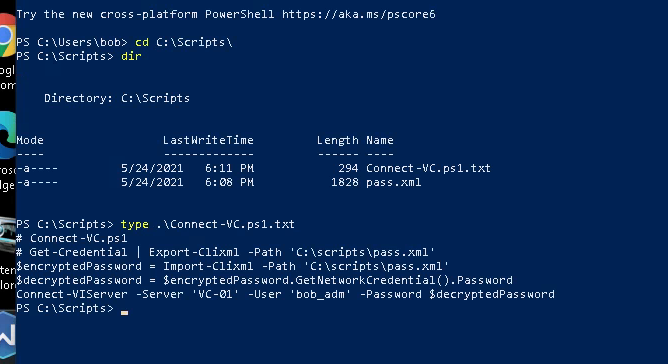 Try the new cross-platform PowerShell https://aka.ms/pscore6
PS C:\Users\bob> cd C:\Scripts\
PS C:\Scripts> dir
Directory: C:\Scripts
Mode LastWriteTime Length Name
---- ------------- ------ ----
-a---- 5/24/2021 6:11 PM 294 Connect-VC.ps1.txt
-a---- 5/24/2021 6:08 PM 1828 pass.xml
PS C:\Scripts> type .\Connect-VC.ps1.txt
# Connect-VC.ps1
# Get-Credential | Export-Clixml -Path 'C:\scripts\pass.xml'
$encryptedPassword = Import-Clixml -Path 'C:\scripts\pass.xml'
$decryptedPassword = $encryptedPassword.GetNetworkCredential().Password
Connect-VIServer -Server 'VC-01' -User 'bob_adm' -Password $decryptedPassword
PS C:\Scripts>